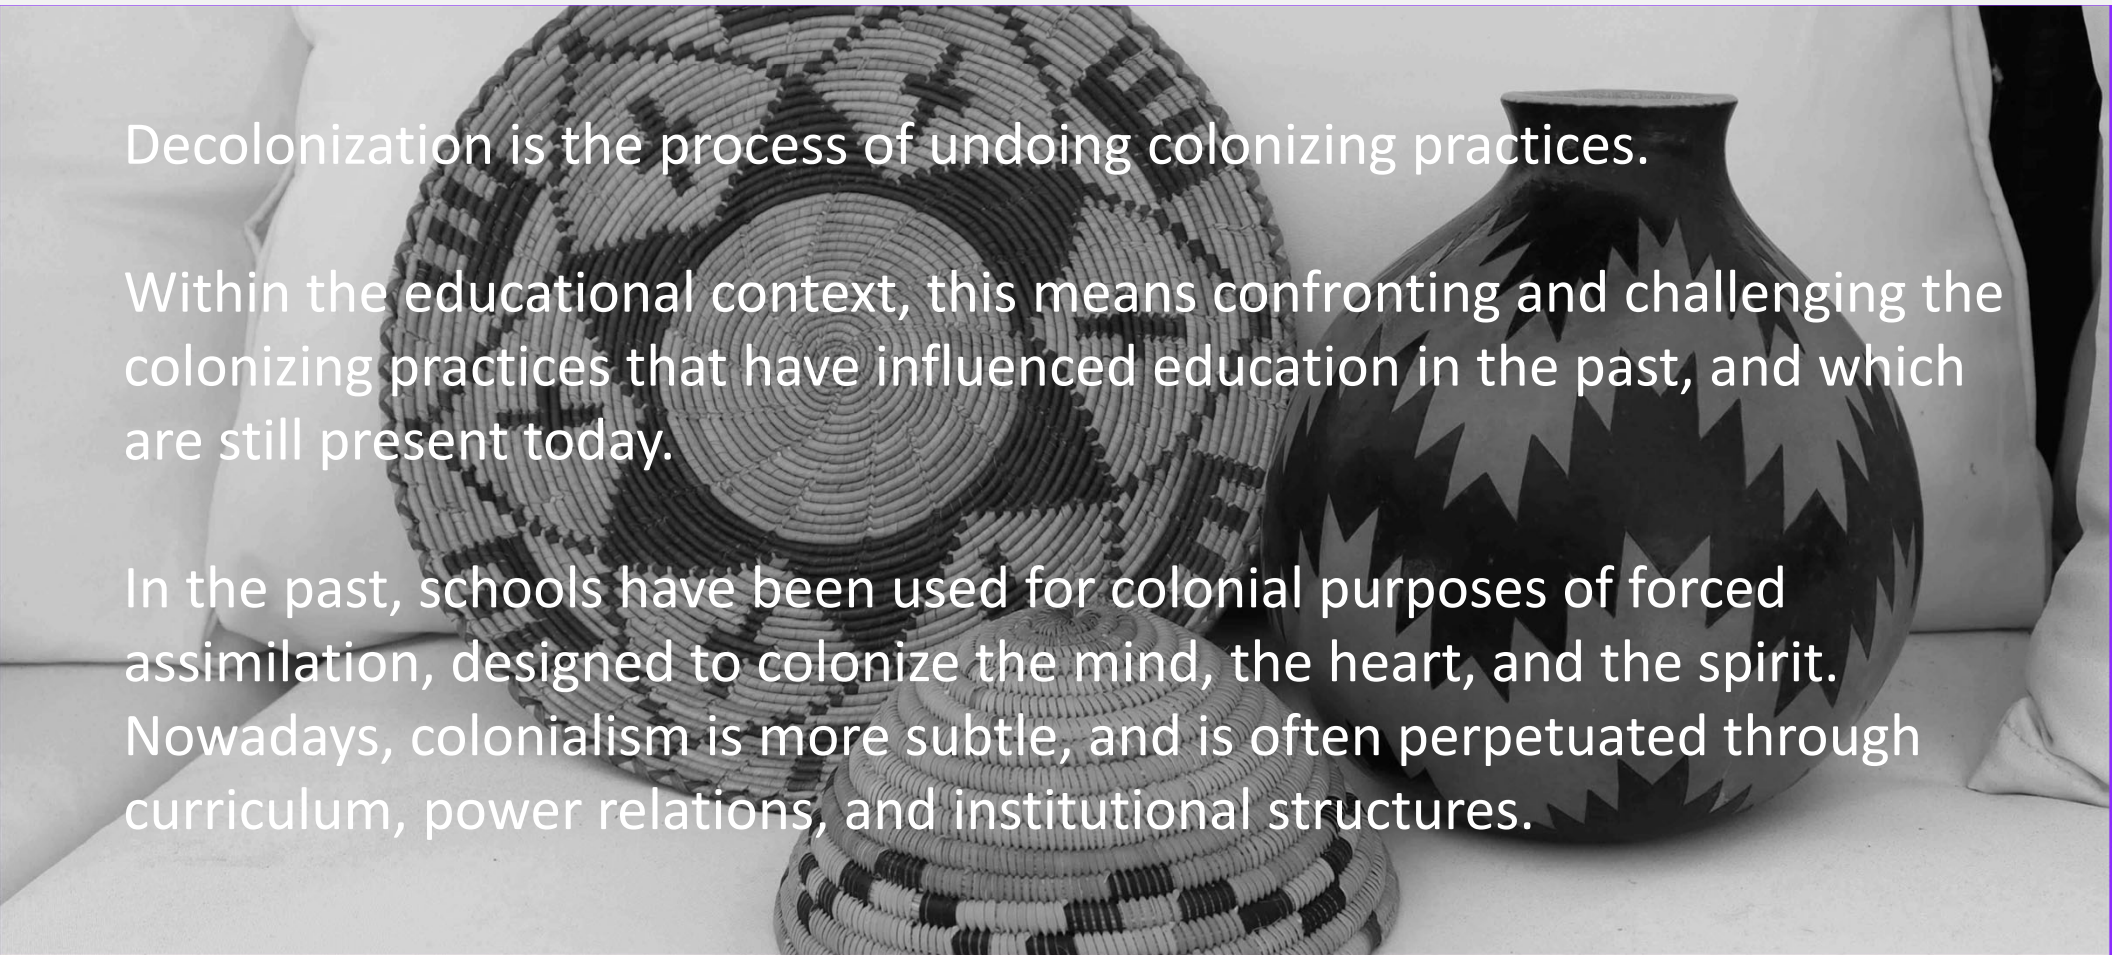 Decolonization is the process of undoing colonizing practices.
Within the educational context, this means confronting and challenging the
colonizing practices that have influenced education in the past, and which
are still present today.
In the past, schools have been used for colonial purposes of forced
assimilation, designed to colonize the mind, the heart, and the spirit.
Nowadays, colonialism is more subtle, and is often perpetuated through
curriculum, power relations, and institutional structures.